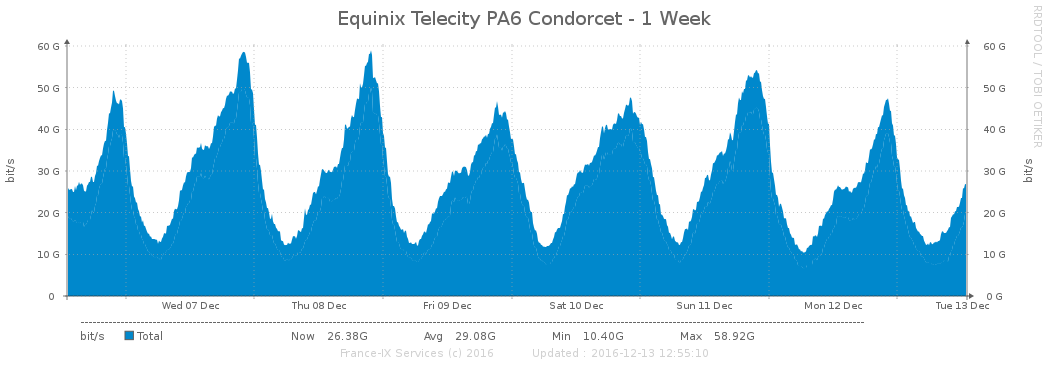 Equinix Telecity PA6 Condorcet - 1 Week
RRDTOOL / TOBI OETIKER
bit/s
60 G 60 G
50 G 50 G
40 G 40 G
30 G 30 G
20 G 20 G
10 G 10 G
0 0 G
bit/s
Wed 07 Dec Thu 08 Dec Fri 09 Dec Sat 10 Dec Sun 11 Dec Mon 12 Dec Tue 13 Dec
bit/s Total Now 26.38G Avg 29.08G Min 10.40G Max 58.92G
France-IX Services (c) 2016 Updated : 2016-12-13 12:55:10